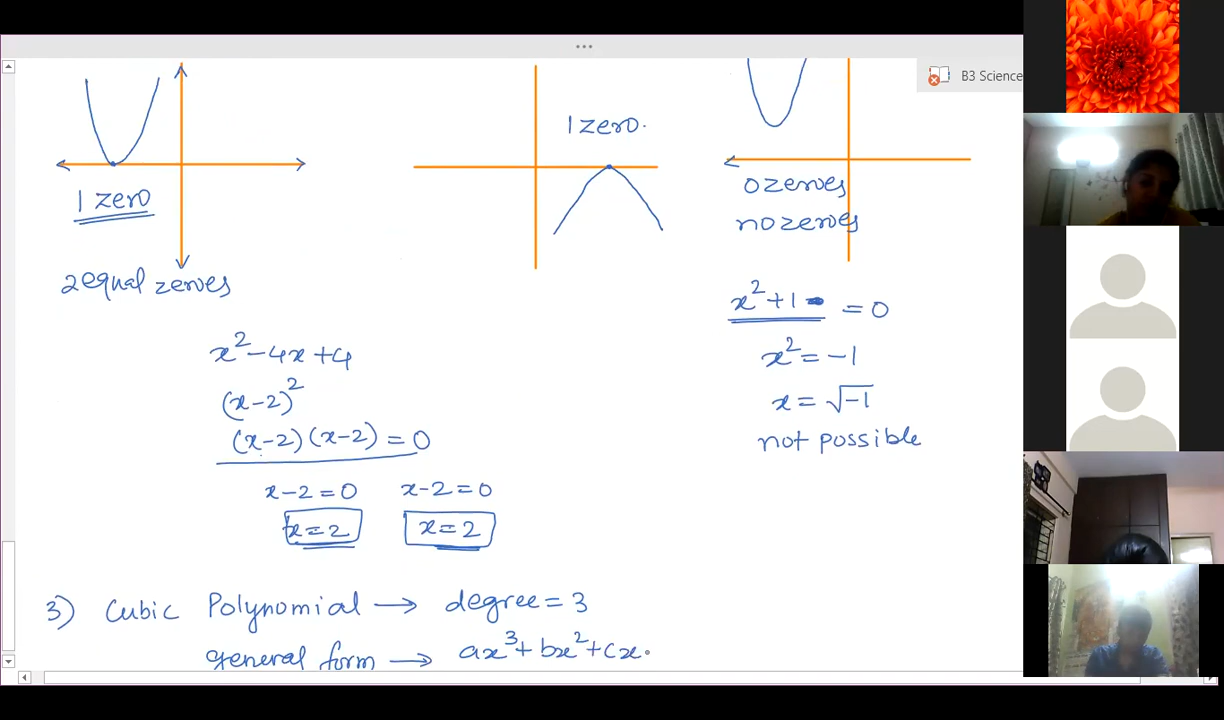 B3 Science
1 zero
1 zero.
0 zeroes
no zeroes
2 equal zeroes
x² - 4x + 4
(x-2)²
(x-2)(x-2) = 0
x-2 = 0 x-2 = 0
x = 2 x = 2
x² + 1 = 0
x² = -1
x = √-1
not possible
3) Cubic Polynomial → degree = 3
general form → ax³ + bx² + cx